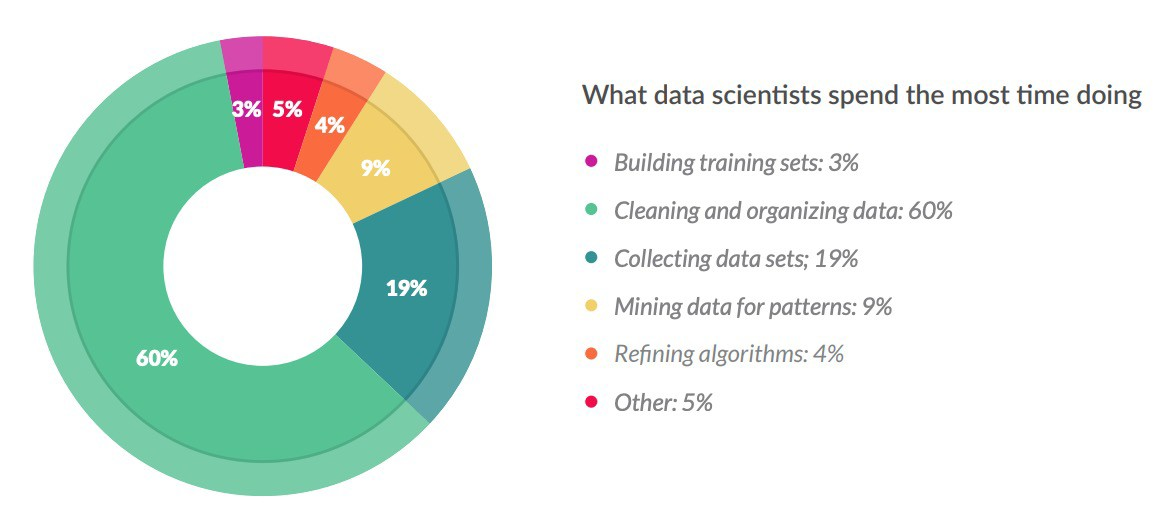 3%
5%
4%
9%
19%
60%
What data scientists spend the most time doing
Building training sets: 3%
Cleaning and organizing data: 60%
Collecting data sets; 19%
Mining data for patterns: 9%
Refining algorithms: 4%
Other: 5%